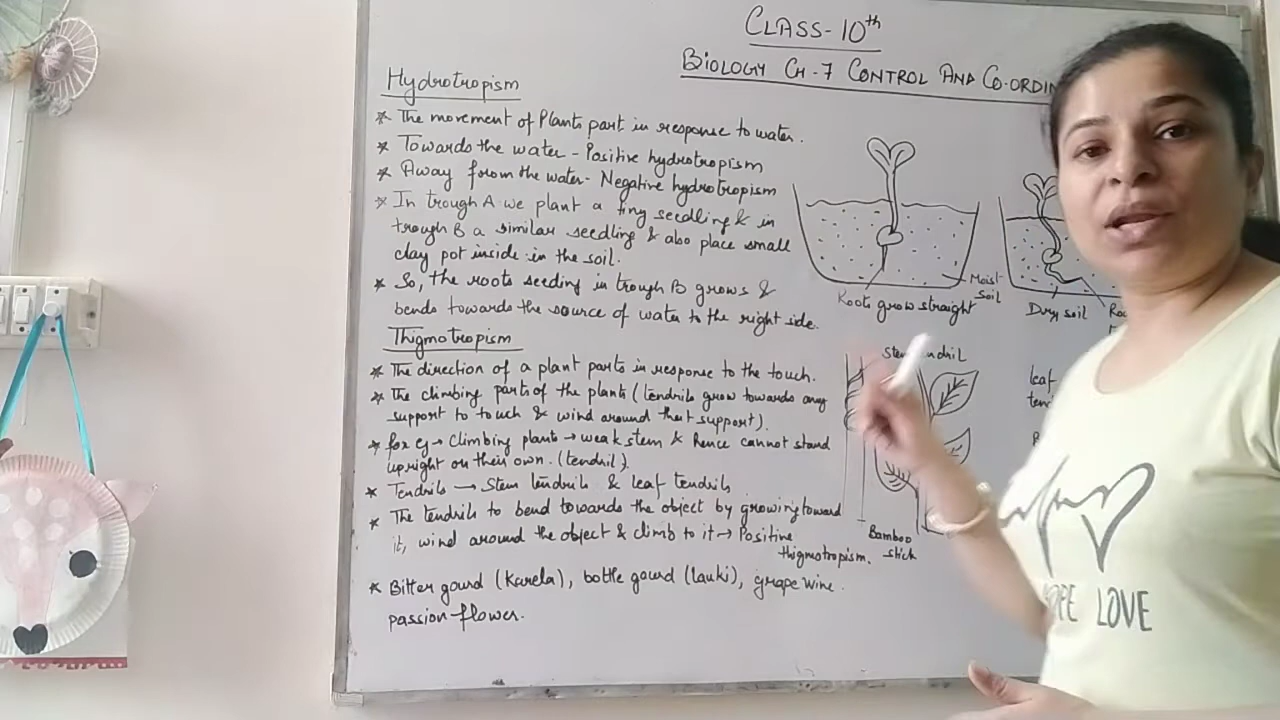 CLASS-10th
BIOLOGY CH-7 CONTROL AND CO-ORDIN
Hydrotropism
* The movement of Plants part in response to water.
* Towards the water - Positive hydrotropism
* Away from the water - Negative hydrotropism
* In trough A we plant a tiny seedling & in
trough B a similar seedling & also place small
clay pot inside in the soil.
* So, the roots seeding in trough B grows &
bends towards the source of water to the right side.
Thigmotropism
* The direction of a plant parts in response to the touch.
* The climbing parts of the plants (tendrils grow towards any
support to touch & wind around that support).
* for eg → Climbing plants → weak stem & hence cannot stand
upright on their own. (tendril).
* Tendrils → Stem tendrils & leaf tendrils
* The tendrils to bend towards the object by growing toward
it, wind around the object & climb to it → Positive
thigmotropism.
* Bitter gourd (Karela), bottle gourd (lauki), grape wine.
passion-flower.
Moist
Soil
Roots grow straight
Dry soil
Roo
Stem
dril
leaf
ten
Bamboo
stick
OPE LOVE